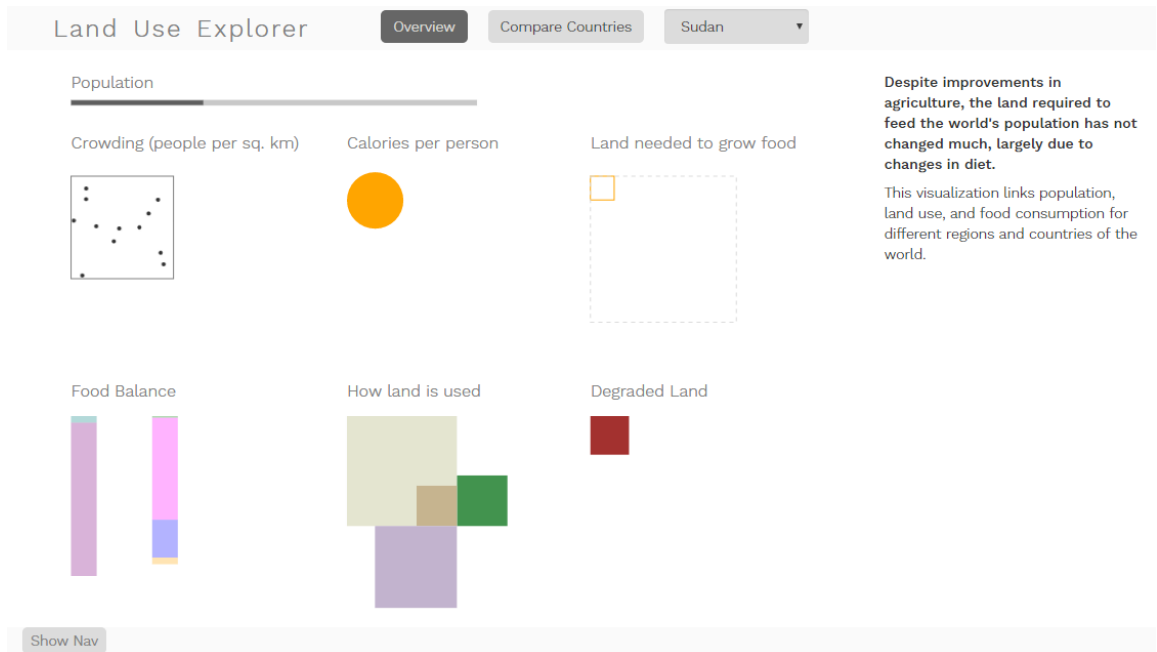 Land Use Explorer
Overview
Compare Countries
Sudan
Population
Crowding (people per sq. km)
Calories per person
Land needed to grow food
Despite improvements in
agriculture, the land required to
feed the world's population has not
changed much, largely due to
changes in diet.
This visualization links population,
land use, and food consumption for
different regions and countries of the
world.
Food Balance
How land is used
Degraded Land
Show Nav